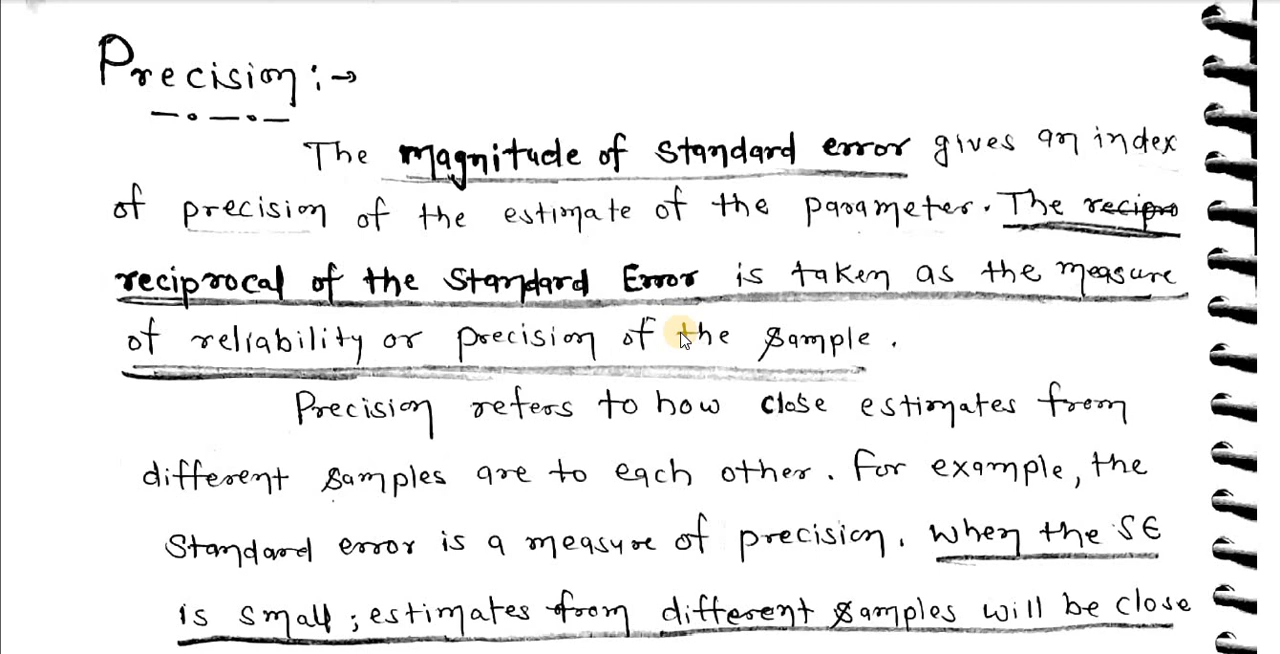 Precision :→
The magnitude of standard error gives an index
of precision of the estimate of the parameter. The recipro
reciprocal of the Standard Error is taken as the measure
of reliability or precision of the sample.
Precision refers to how close estimates from
different samples are to each other. For example, the
Standard error is a measure of precision. When the SE
is small ; estimates from different samples will be close